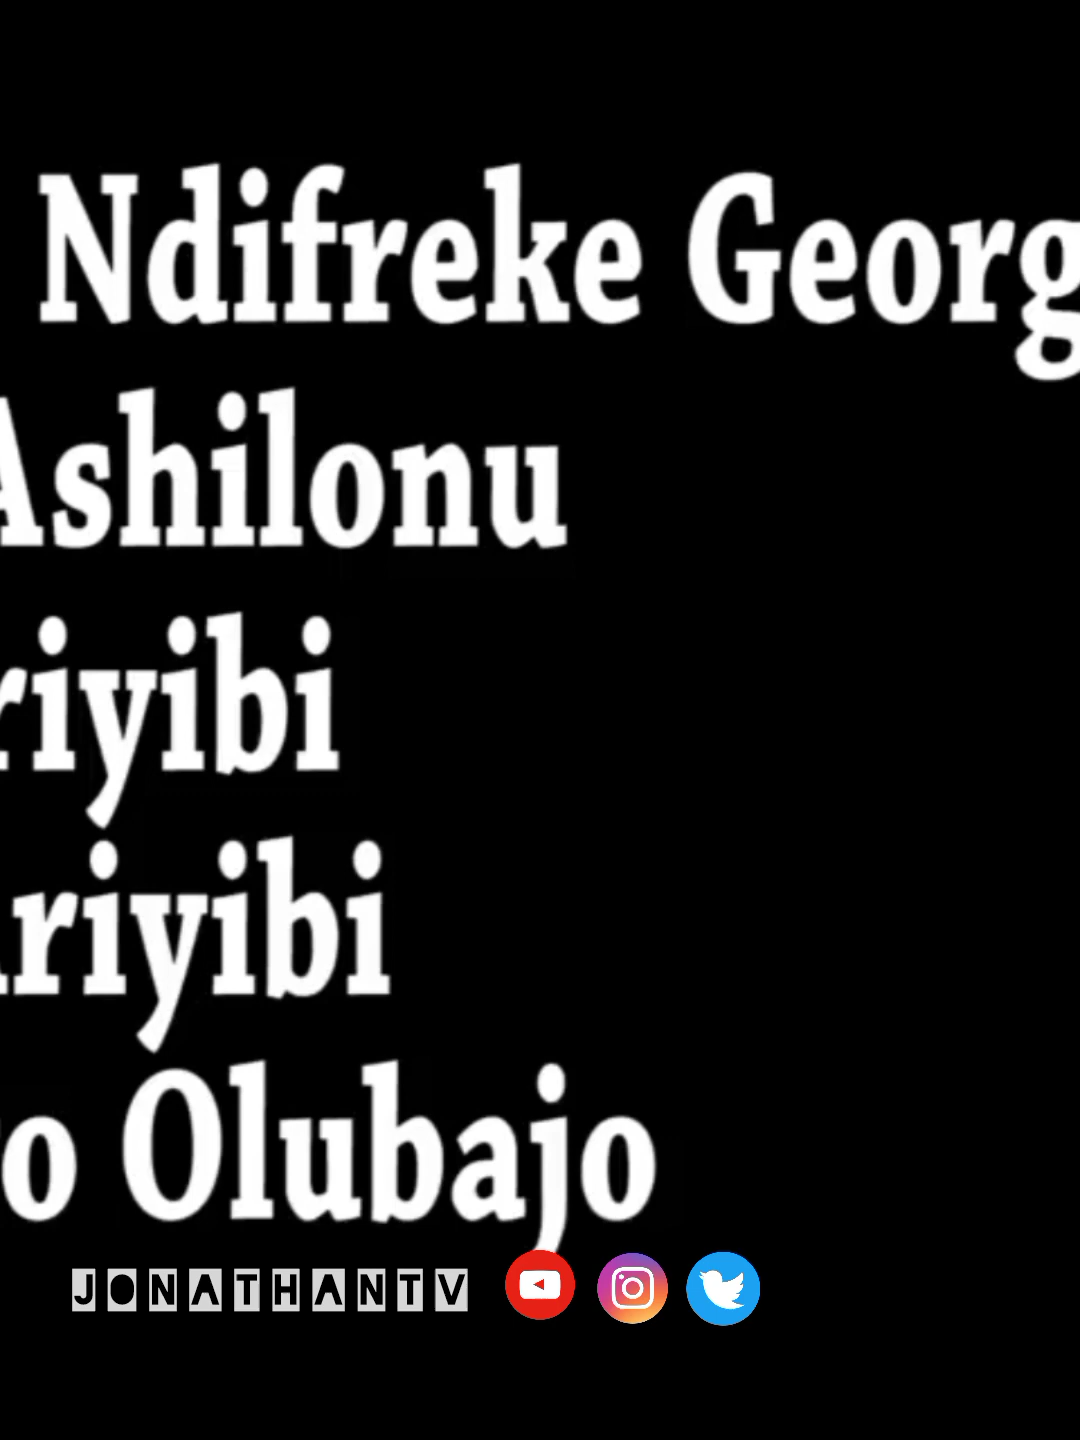 Ndifreke Georg
Ashilonu
riyibi
riyibi
o Olubajo
JONATHANTV